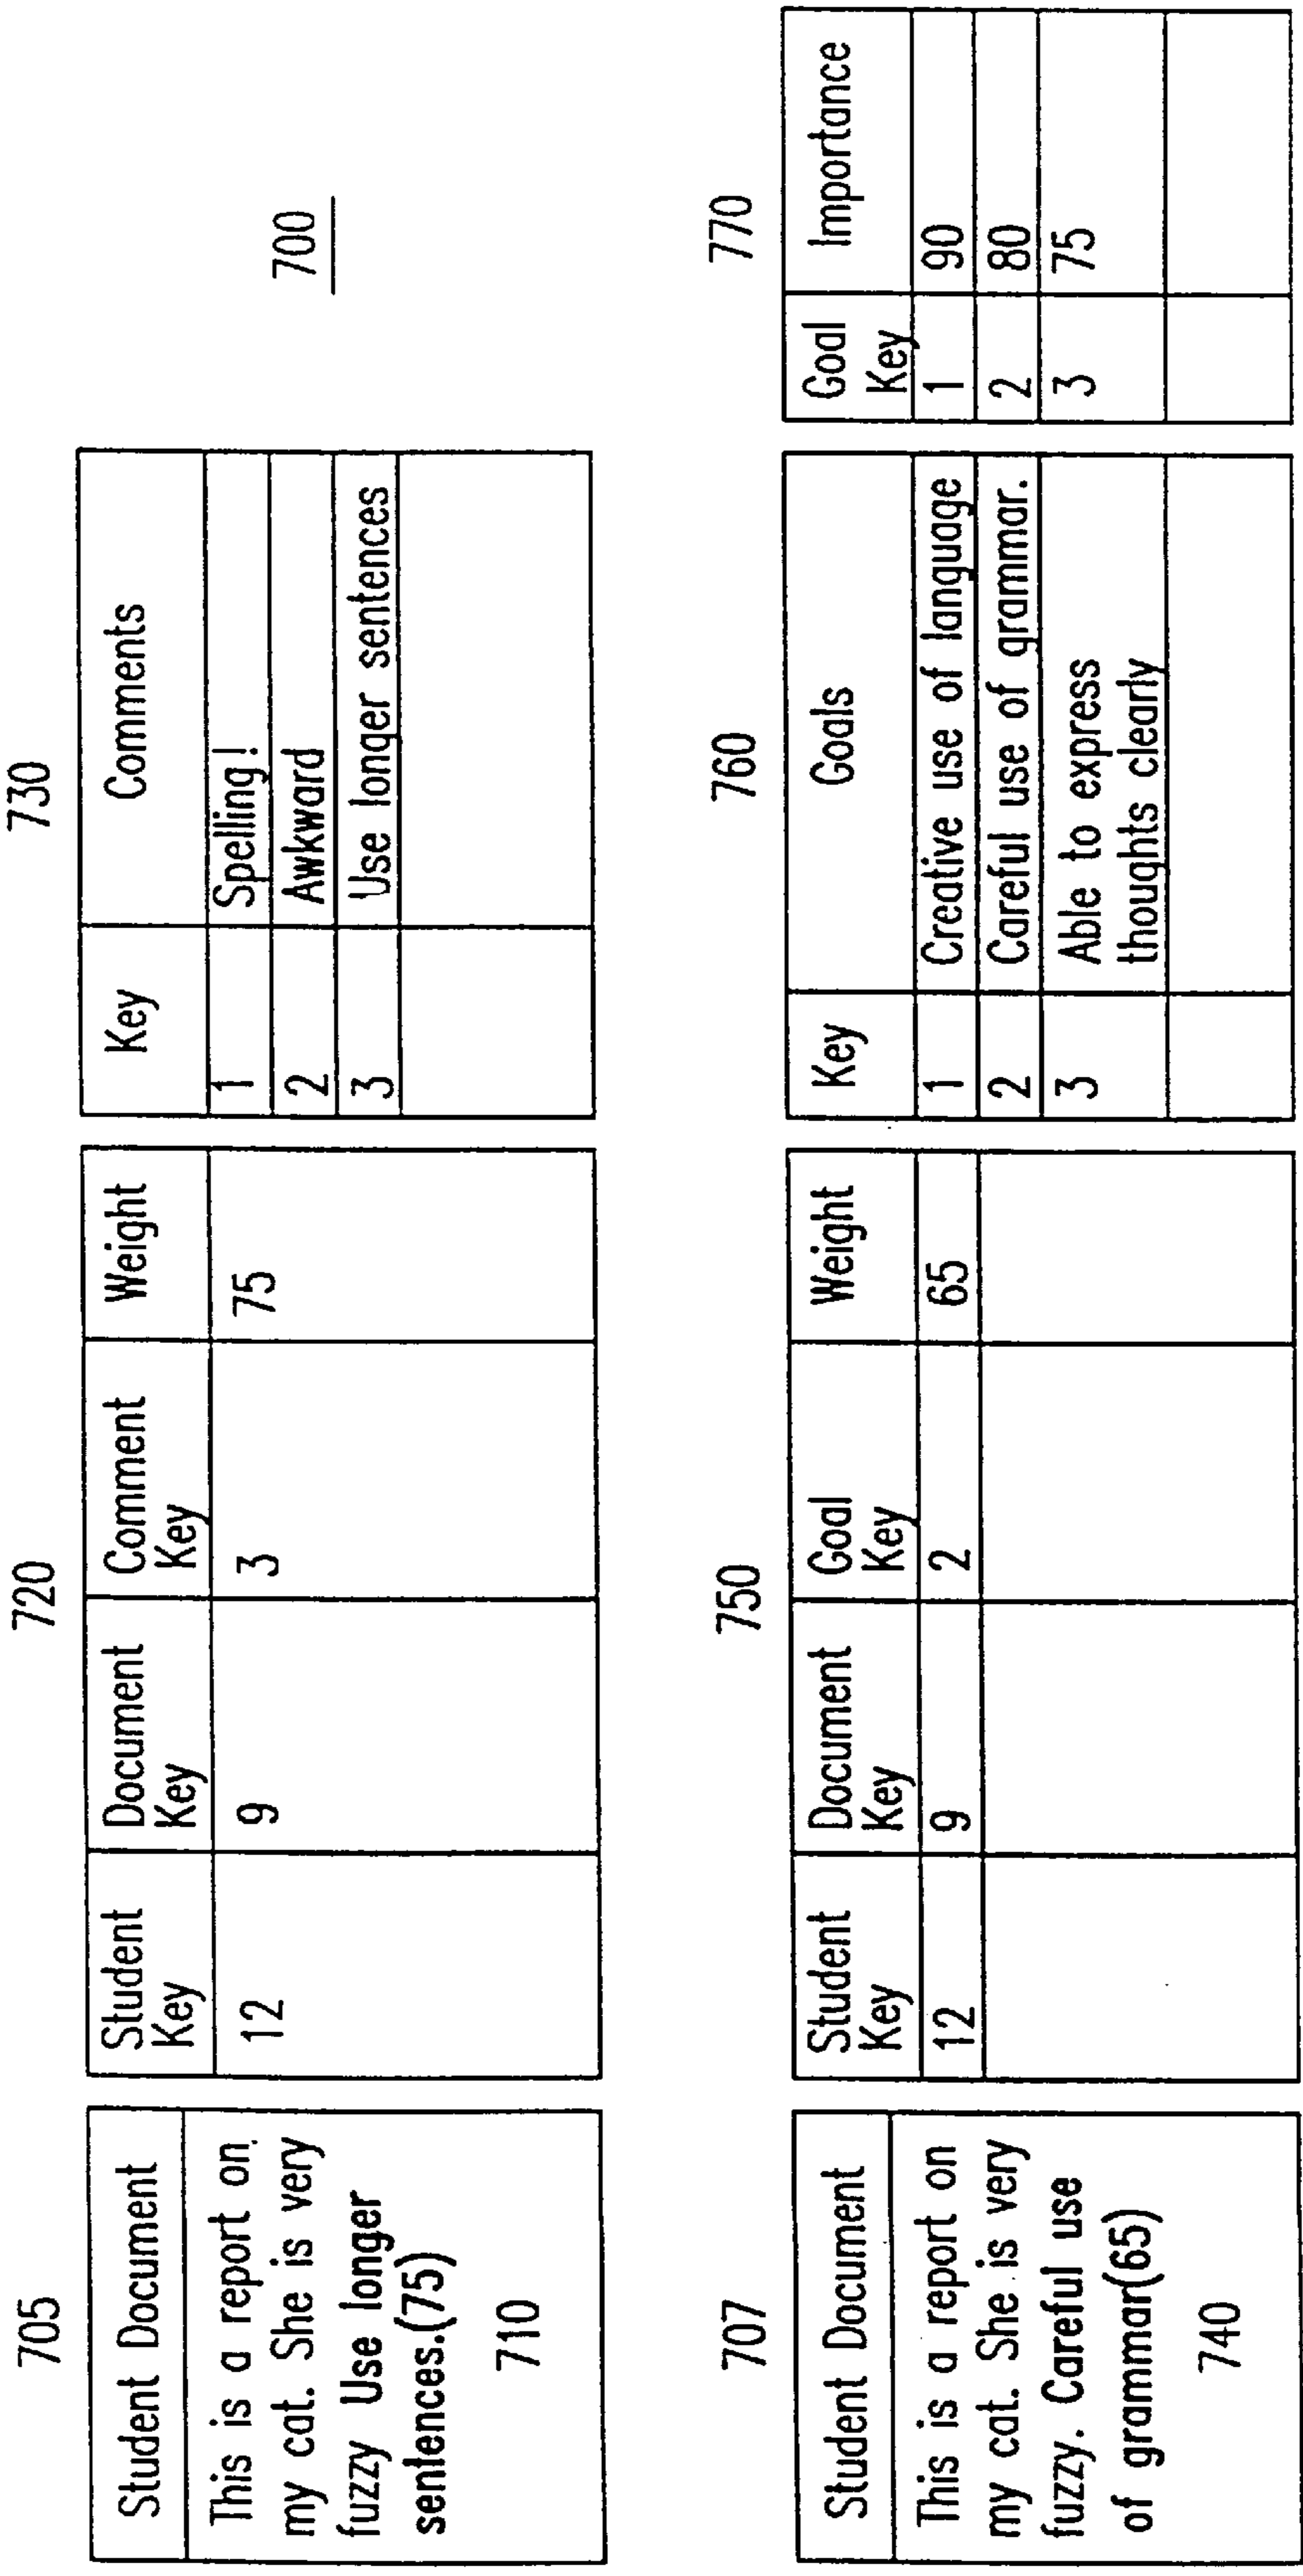 700
705
Student Document
This is a report on
my cat. She is very
fuzzy Use longer
sentences.(75)
710
720
Student Key
Document Key
Comment Key
Weight
12 9 3 75
730
Key Comments
1 Spelling!
2 Awkward
3 Use longer sentences
707
Student Document
This is a report on
my cat. She is very
fuzzy. Careful use
of grammar(65)
740
750
Student Key
Document Key
Goal Key
Weight
12 9 2 65
760
Key Goals
1 Creative use of language
2 Careful use of grammar.
3 Able to express
thoughts clearly
770
Goal Key
Importance
1 90
2 80
3 75